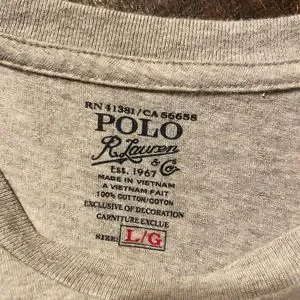 RN 41381/CA 56658
POLO
R. Lauren
& Co.
EST. 1967
MADE IN VIETNAM
A VIETNAM FAIT
100% COTTON/COTON
EXCLUSIVE OF DECORATION
GARNITURE EXCLUE
SIZE: L/G